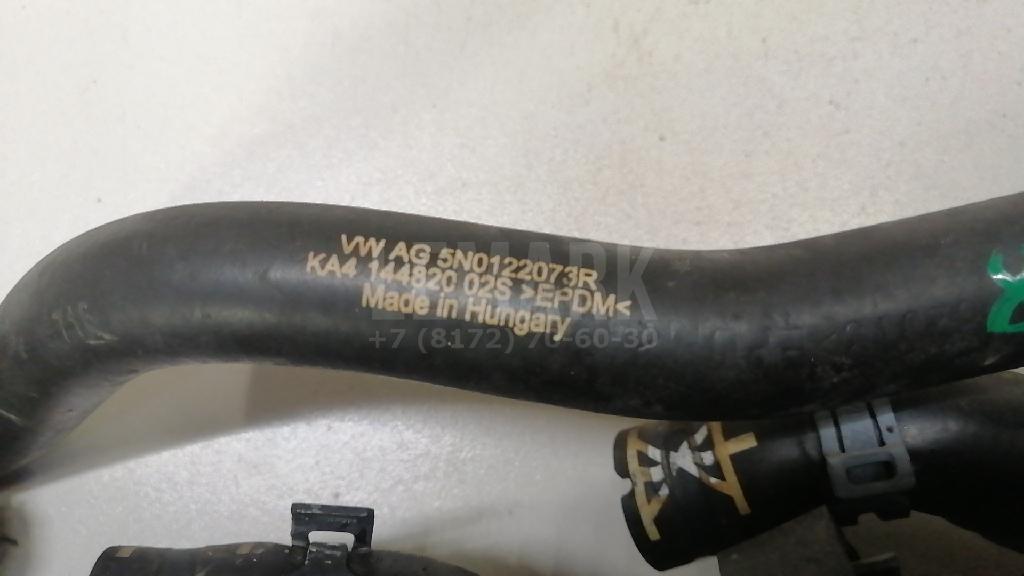 VW AG 5N0122073R
KA4 144820 02S >EPDM<
Made in Hungary
+7 (8172) 70-60-30